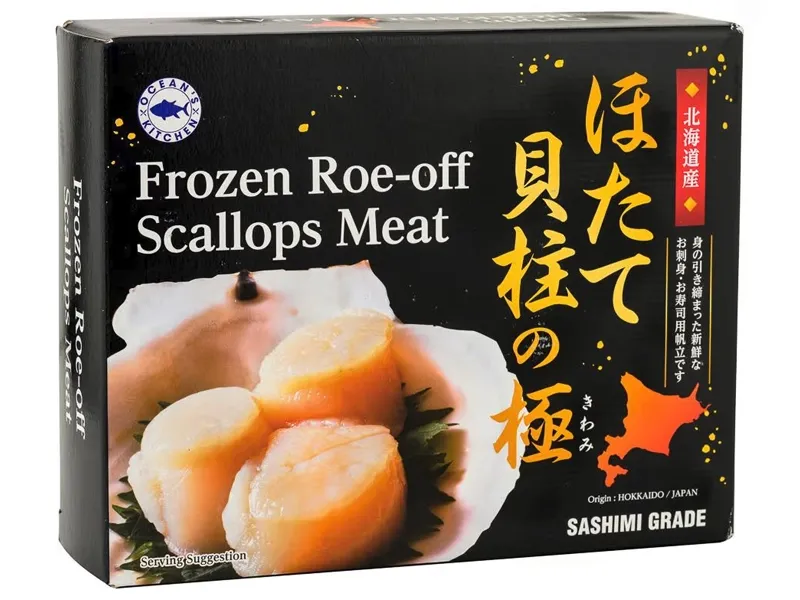 OCEAN'S KITCHEN
Frozen Roe-off
Scallops Meat
北海道産
ほたて
貝柱の極
きわみ
身の引き締まった新鮮な
お刺身・お寿司用帆立です
Origin : HOKKAIDO / JAPAN
SASHIMI GRADE
Serving Suggestion
Frozen Roe-off
Scallops Meat